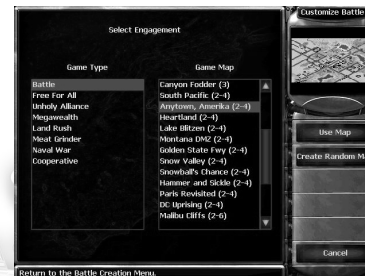 Customize Battle
Select Engagement
Game Type
Game Map
Battle
Free For All
Unholy Alliance
Megawealth
Land Rush
Meat Grinder
Naval War
Cooperative
Canyon Fodder (3)
South Pacific (2-4)
Anytown, Amerika (2-4)
Heartland (2-4)
Lake Blitzen (2-4)
Montana DMZ (2-4)
Golden State Fwy (2-4)
Snow Valley (2-4)
Snowball's Chance (2-4)
Hammer and Sickle (2-4)
Paris Revisited (2-4)
DC Uprising (2-4)
Malibu Cliffs (2-6)
Use Map
Create Random M
Cancel
Return to the Battle Creation Menu.